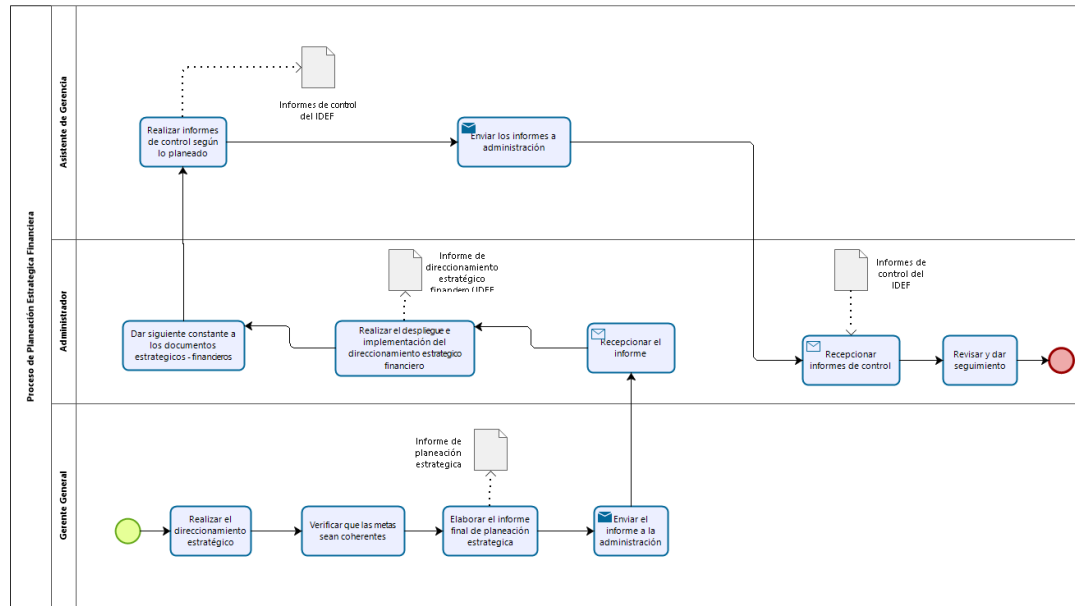 Proceso de Planeación Estrategica Financiera
Asistente de Gerencia
Informes de control
del IDEF
Realizar informes
de control según
lo planeado
Enviar los informes a
administración
Administrador
Informe de
direccionamiento
estratégico
financiero (IDEF
Informes de
control del
IDEF
Dar siguiente constante a
los documentos
estrategicos - financieros
Realizar el despliegue e
implementación del
direccionamiento estrategico
financiero
Recepcionar el
informe
Recepcionar
informes de control
Revisar y dar
seguimiento
Gerente General
Informe de
planeación
estrategica
Realizar el
direccionamiento
estratégico
Verificar que las metas
sean coherentes
Elaborar el informe
final de planeación
estrategica
Enviar el
informe a la
administración